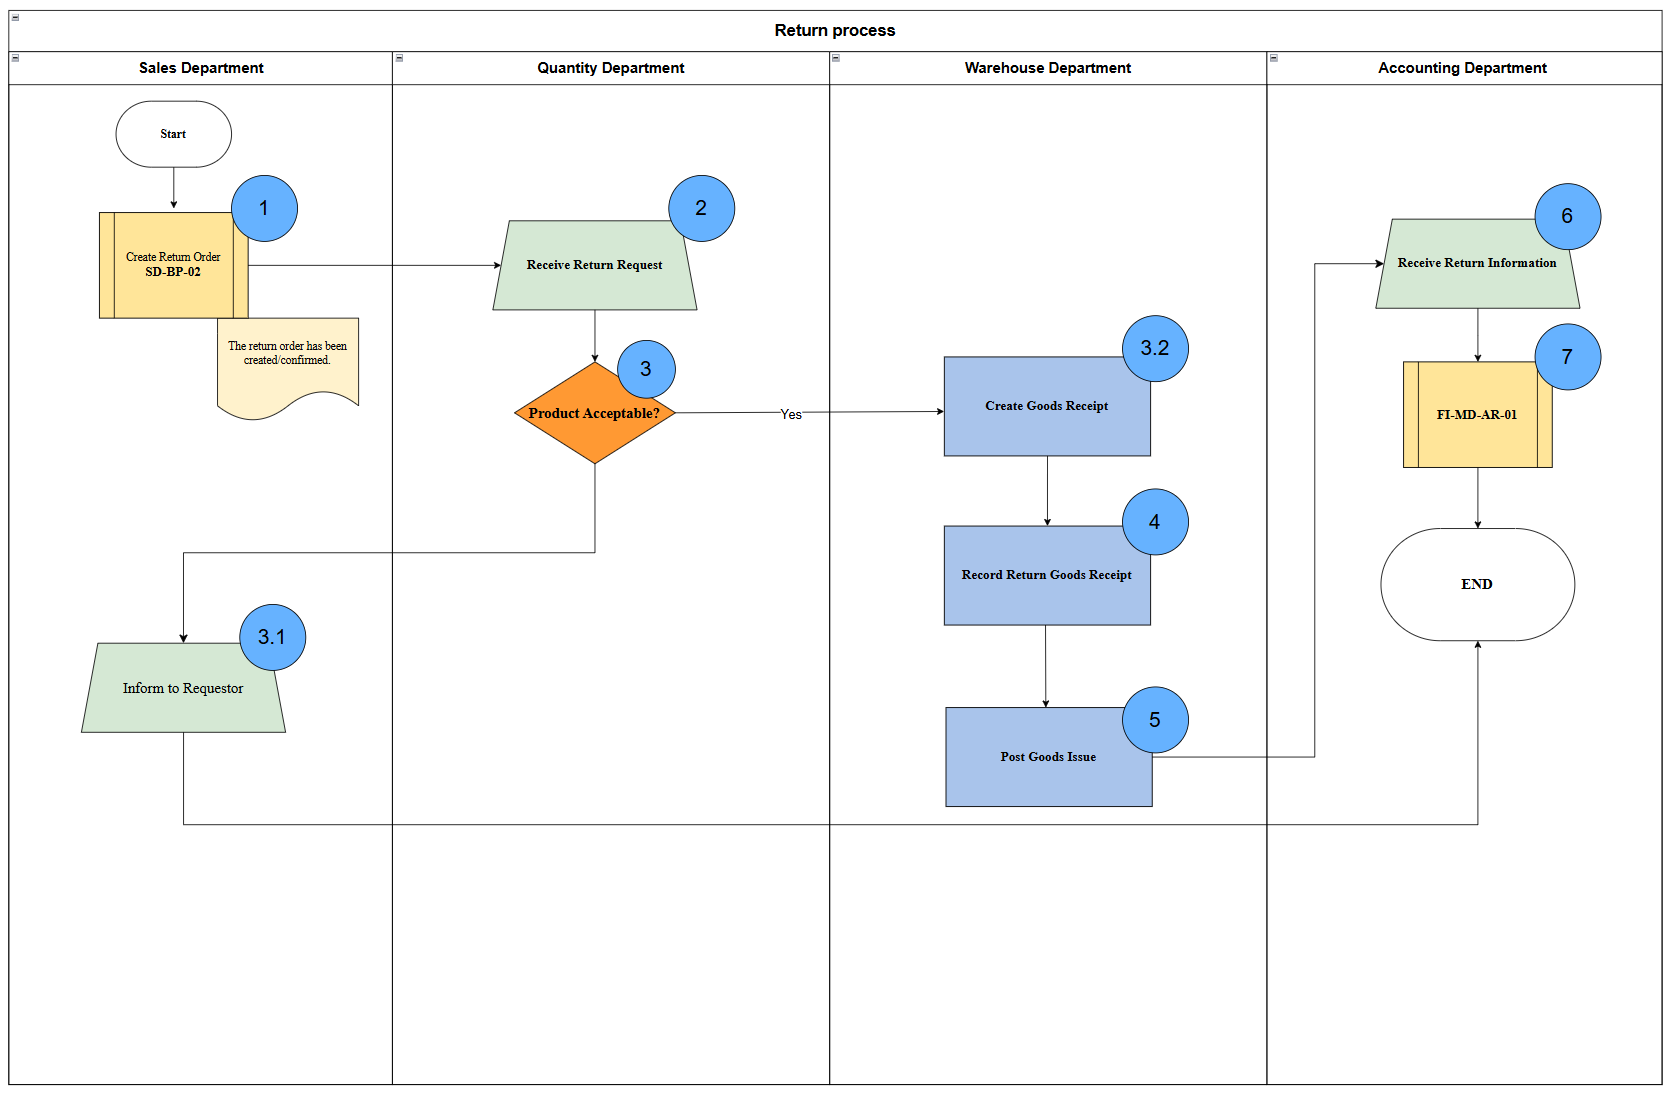 Return process
Sales Department
Quantity Department
Warehouse Department
Accounting Department
Start
1
Create Return Order
SD-BP-02
The return order has been
created/confirmed.
2
Receive Return Request
3
Product Acceptable?
Yes
3.1
Inform to Requestor
3.2
Create Goods Receipt
4
Record Return Goods Receipt
5
Post Goods Issue
6
Receive Return Information
7
FI-MD-AR-01
END